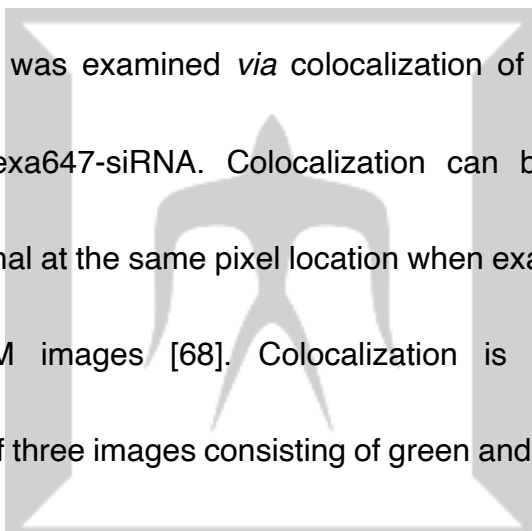 was examined via colocalization of
exa647-siRNA. Colocalization can b
nal at the same pixel location when exa
M images [68]. Colocalization is
f three images consisting of green and